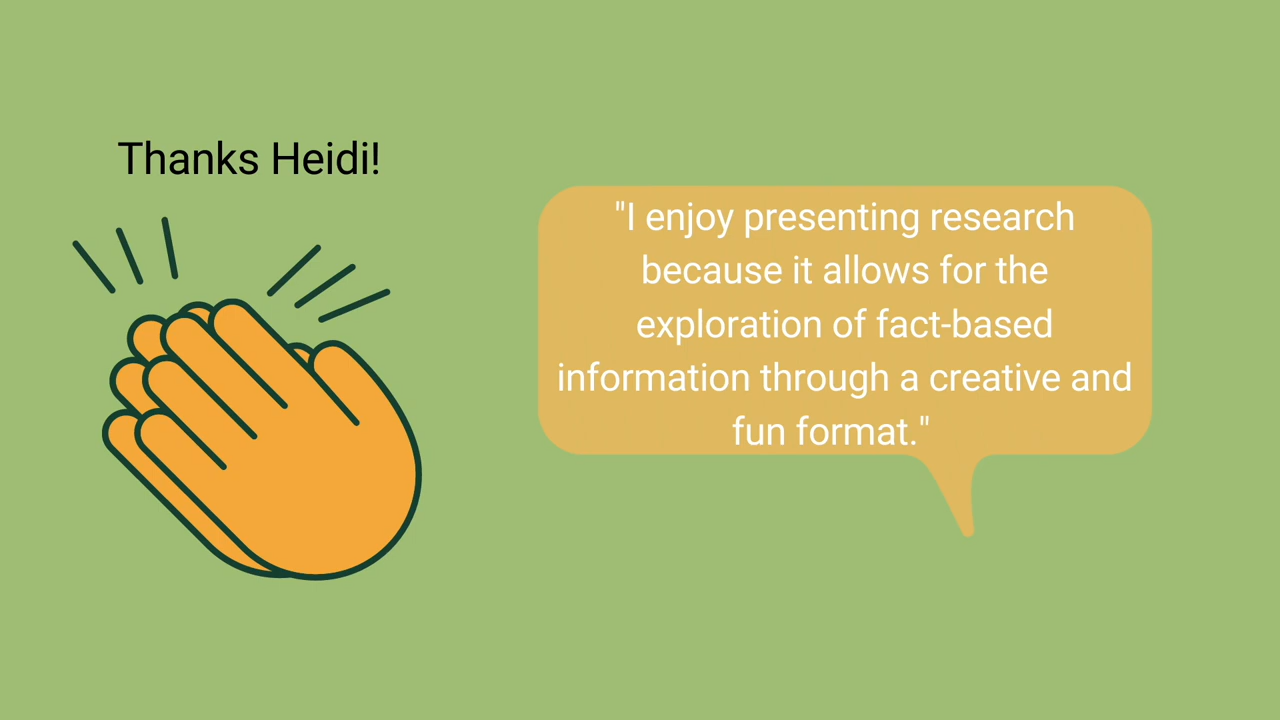 Thanks Heidi!
"I enjoy presenting research
because it allows for the
exploration of fact-based
information through a creative and
fun format."